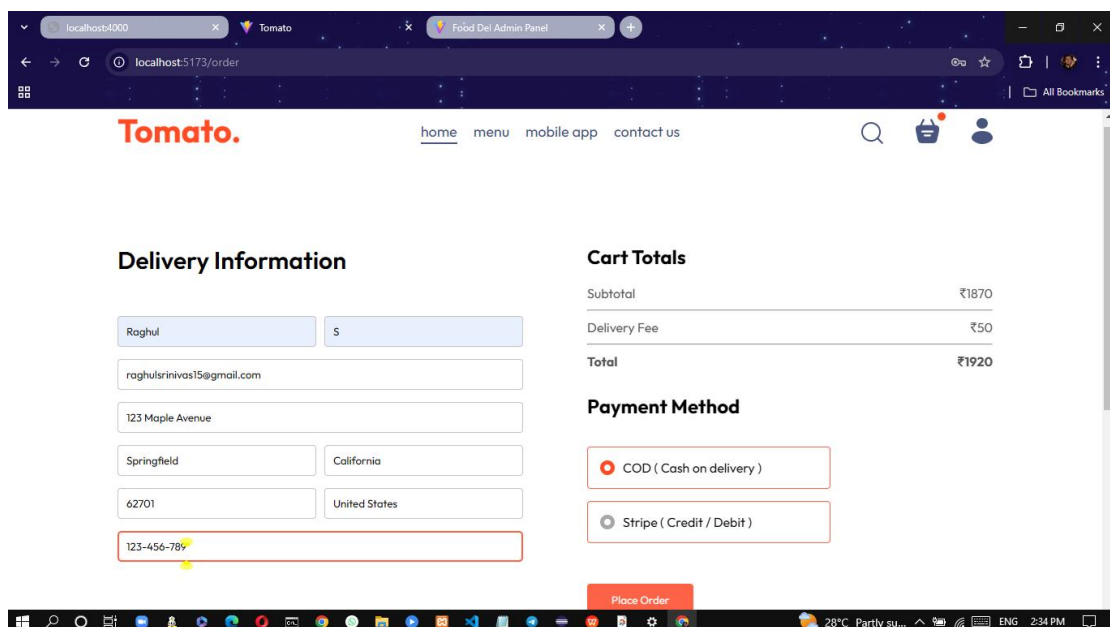 localhost:4000
Tomato
Food Del Admin Panel
localhost:5173/order
All Bookmarks
Tomato.
home menu mobile app contact us
Delivery Information
Raghul S
raghulsrinivas15@gmail.com
123 Maple Avenue
Springfield California
62701 United States
123-456-789
Cart Totals
Subtotal ₹1870
Delivery Fee ₹50
Total ₹1920
Payment Method
COD ( Cash on delivery )
Stripe ( Credit / Debit )
Place Order
28°C Partly su... ENG 2:34 PM